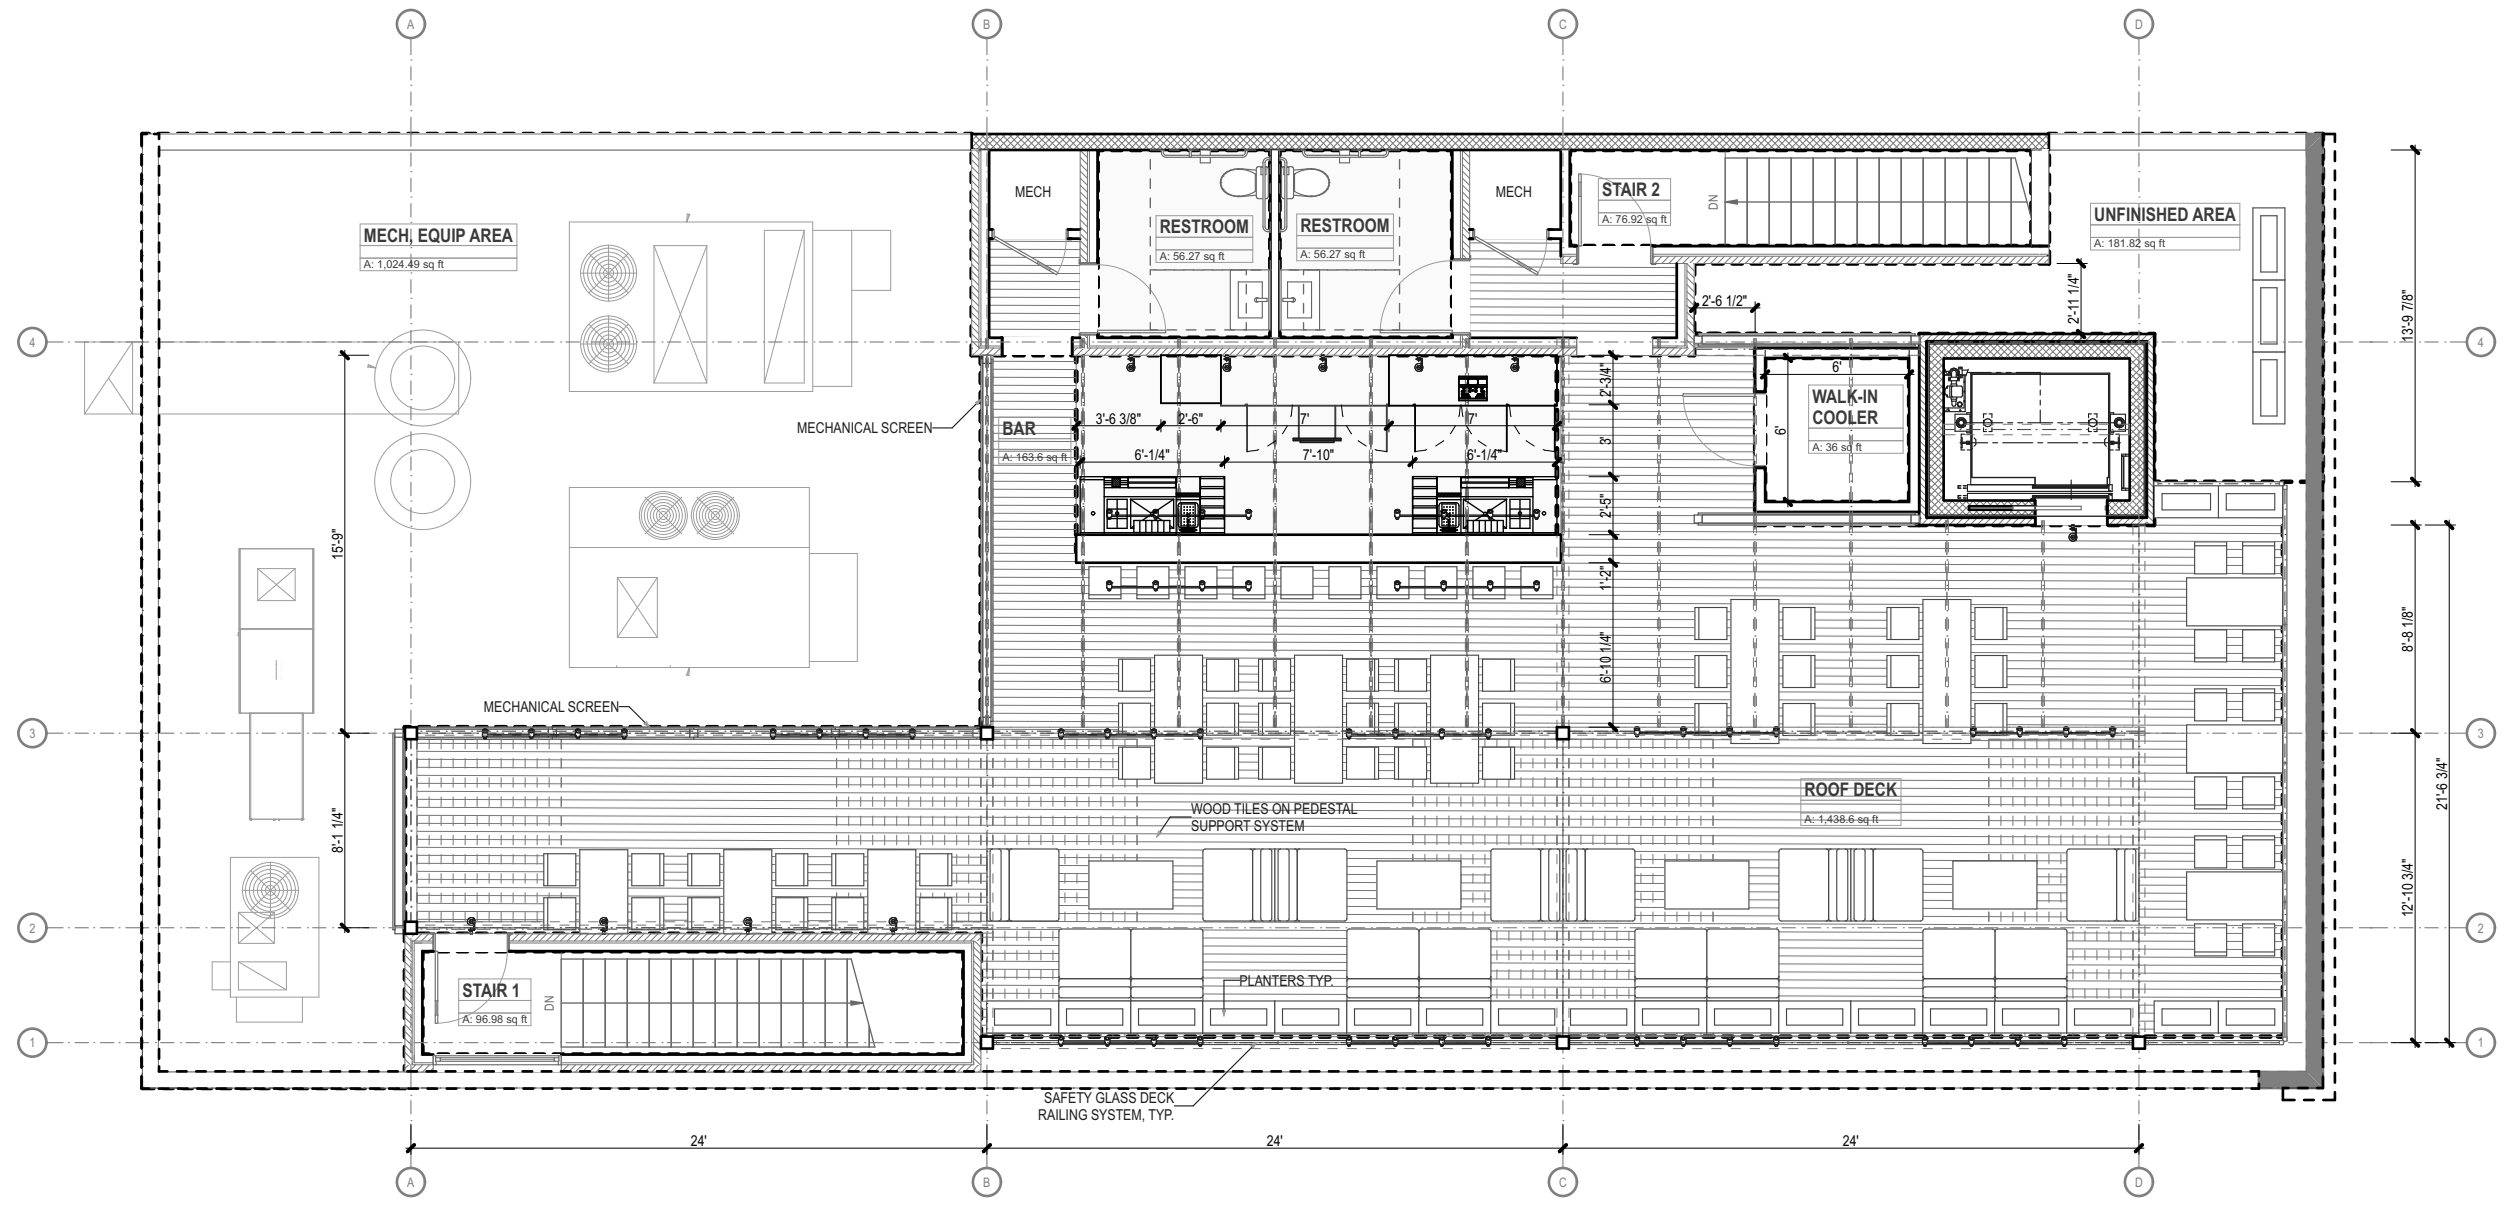 A
B
C
D
MECH. EQUIP AREA
A: 1,024.49 sq ft
MECH
RESTROOM
A: 56.27 sq ft
RESTROOM
A: 56.27 sq ft
MECH
STAIR 2
A: 76.92 sq ft
DN
UNFINISHED AREA
A: 181.82 sq ft
2'-6 1/2"
2'-11 1/4"
13'-9 7/8"
4
4
MECHANICAL SCREEN
BAR
A: 163.6 sq ft
3'-6 3/8"
2'-6"
7'
7'
6'-1/4"
7'-10"
6'-1/4"
2'-3/4"
3'
2'-5"
1'-2"
6'-10 1/4"
6'
6'
WALK-IN
COOLER
A: 36 sq ft
15'-9"
8'-8 1/8"
21'-6 3/4"
MECHANICAL SCREEN
3
3
8'-1 1/4"
WOOD TILES ON PEDESTAL
SUPPORT SYSTEM
ROOF DECK
A: 1,438.6 sq ft
12'-10 3/4"
2
2
STAIR 1
A: 96.98 sq ft
DN
PLANTERS TYP.
1
1
SAFETY GLASS DECK
RAILING SYSTEM, TYP.
24'
24'
24'
A
B
C
D